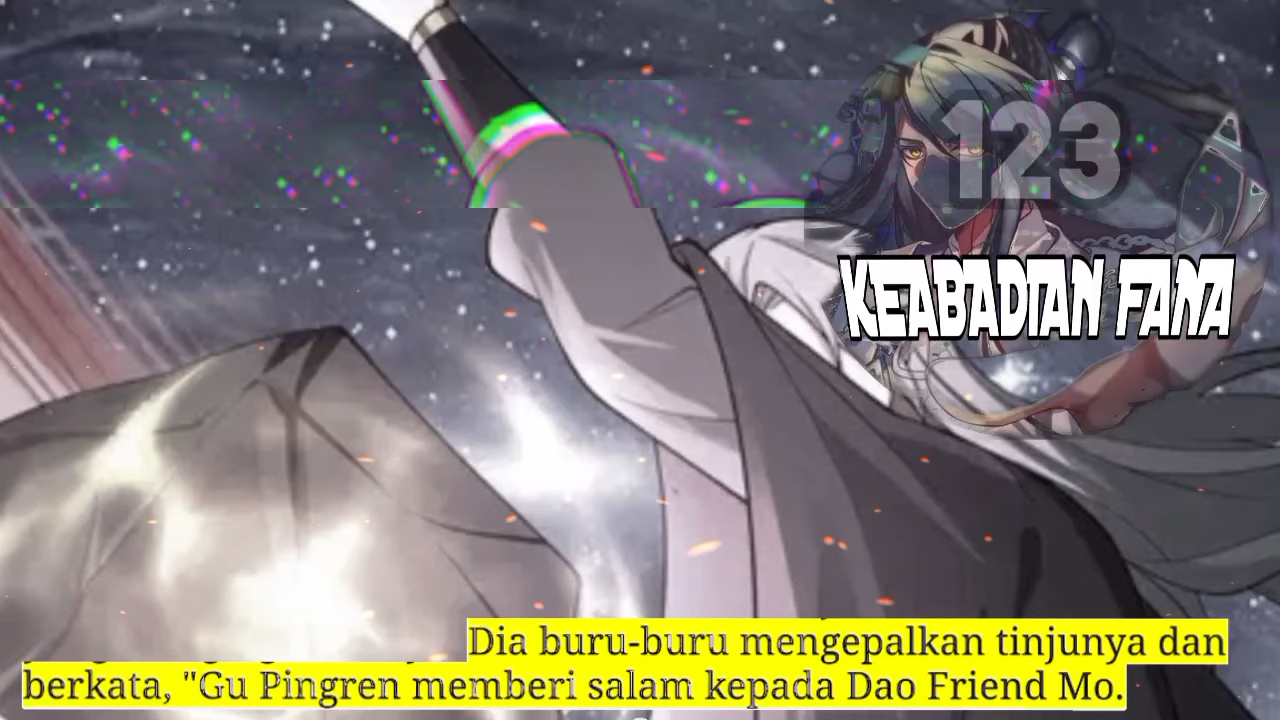 123
KEABADIAN FANA
Dia buru-buru mengepalkan tinjunya dan
berkata, "Gu Pingren memberi salam kepada Dao Friend Mo.